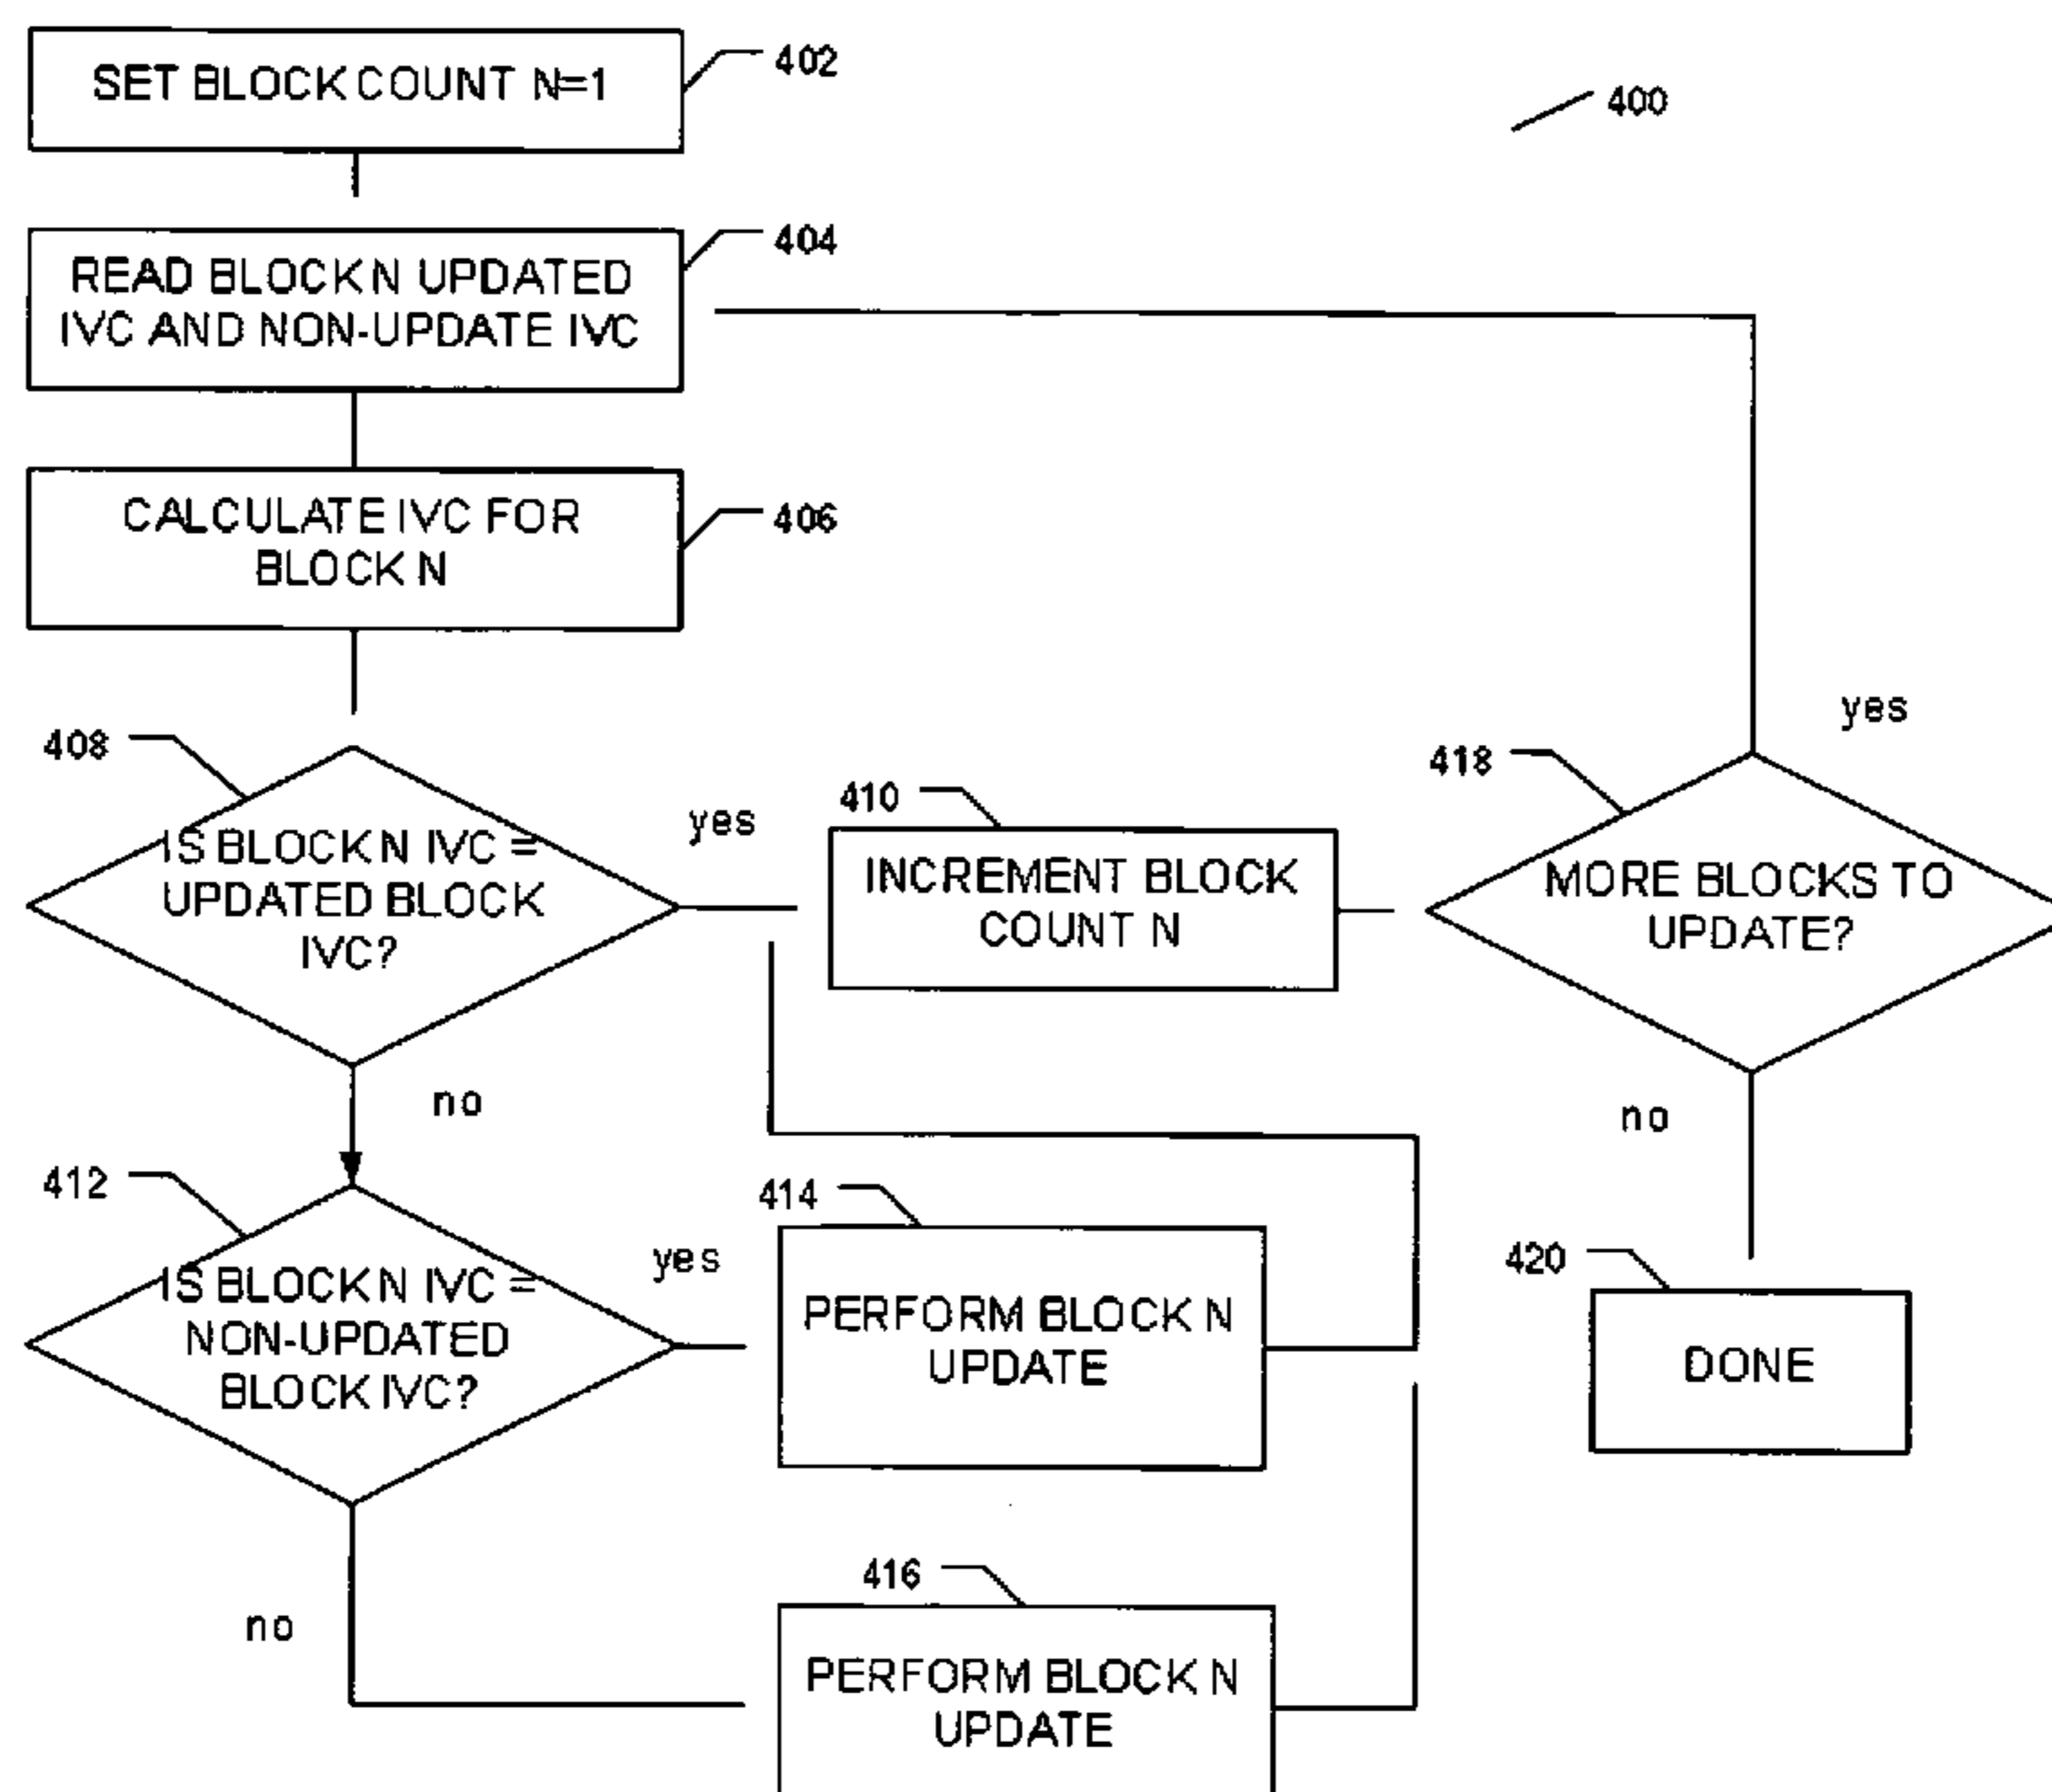 SET BLOCK COUNT N=1
402
400
READ BLOCK N UPDATED
IVC AND NON-UPDATE IVC
404
CALCULATE IVC FOR
BLOCK N
406
408
IS BLOCK N IVC =
UPDATED BLOCK
IVC?
yes
no
410
INCREMENT BLOCK
COUNT N
418
yes
MORE BLOCKS TO
UPDATE?
no
412
IS BLOCK N IVC =
NON-UPDATED
BLOCK IVC?
yes
no
414
PERFORM BLOCK N
UPDATE
420
DONE
416
PERFORM BLOCK N
UPDATE